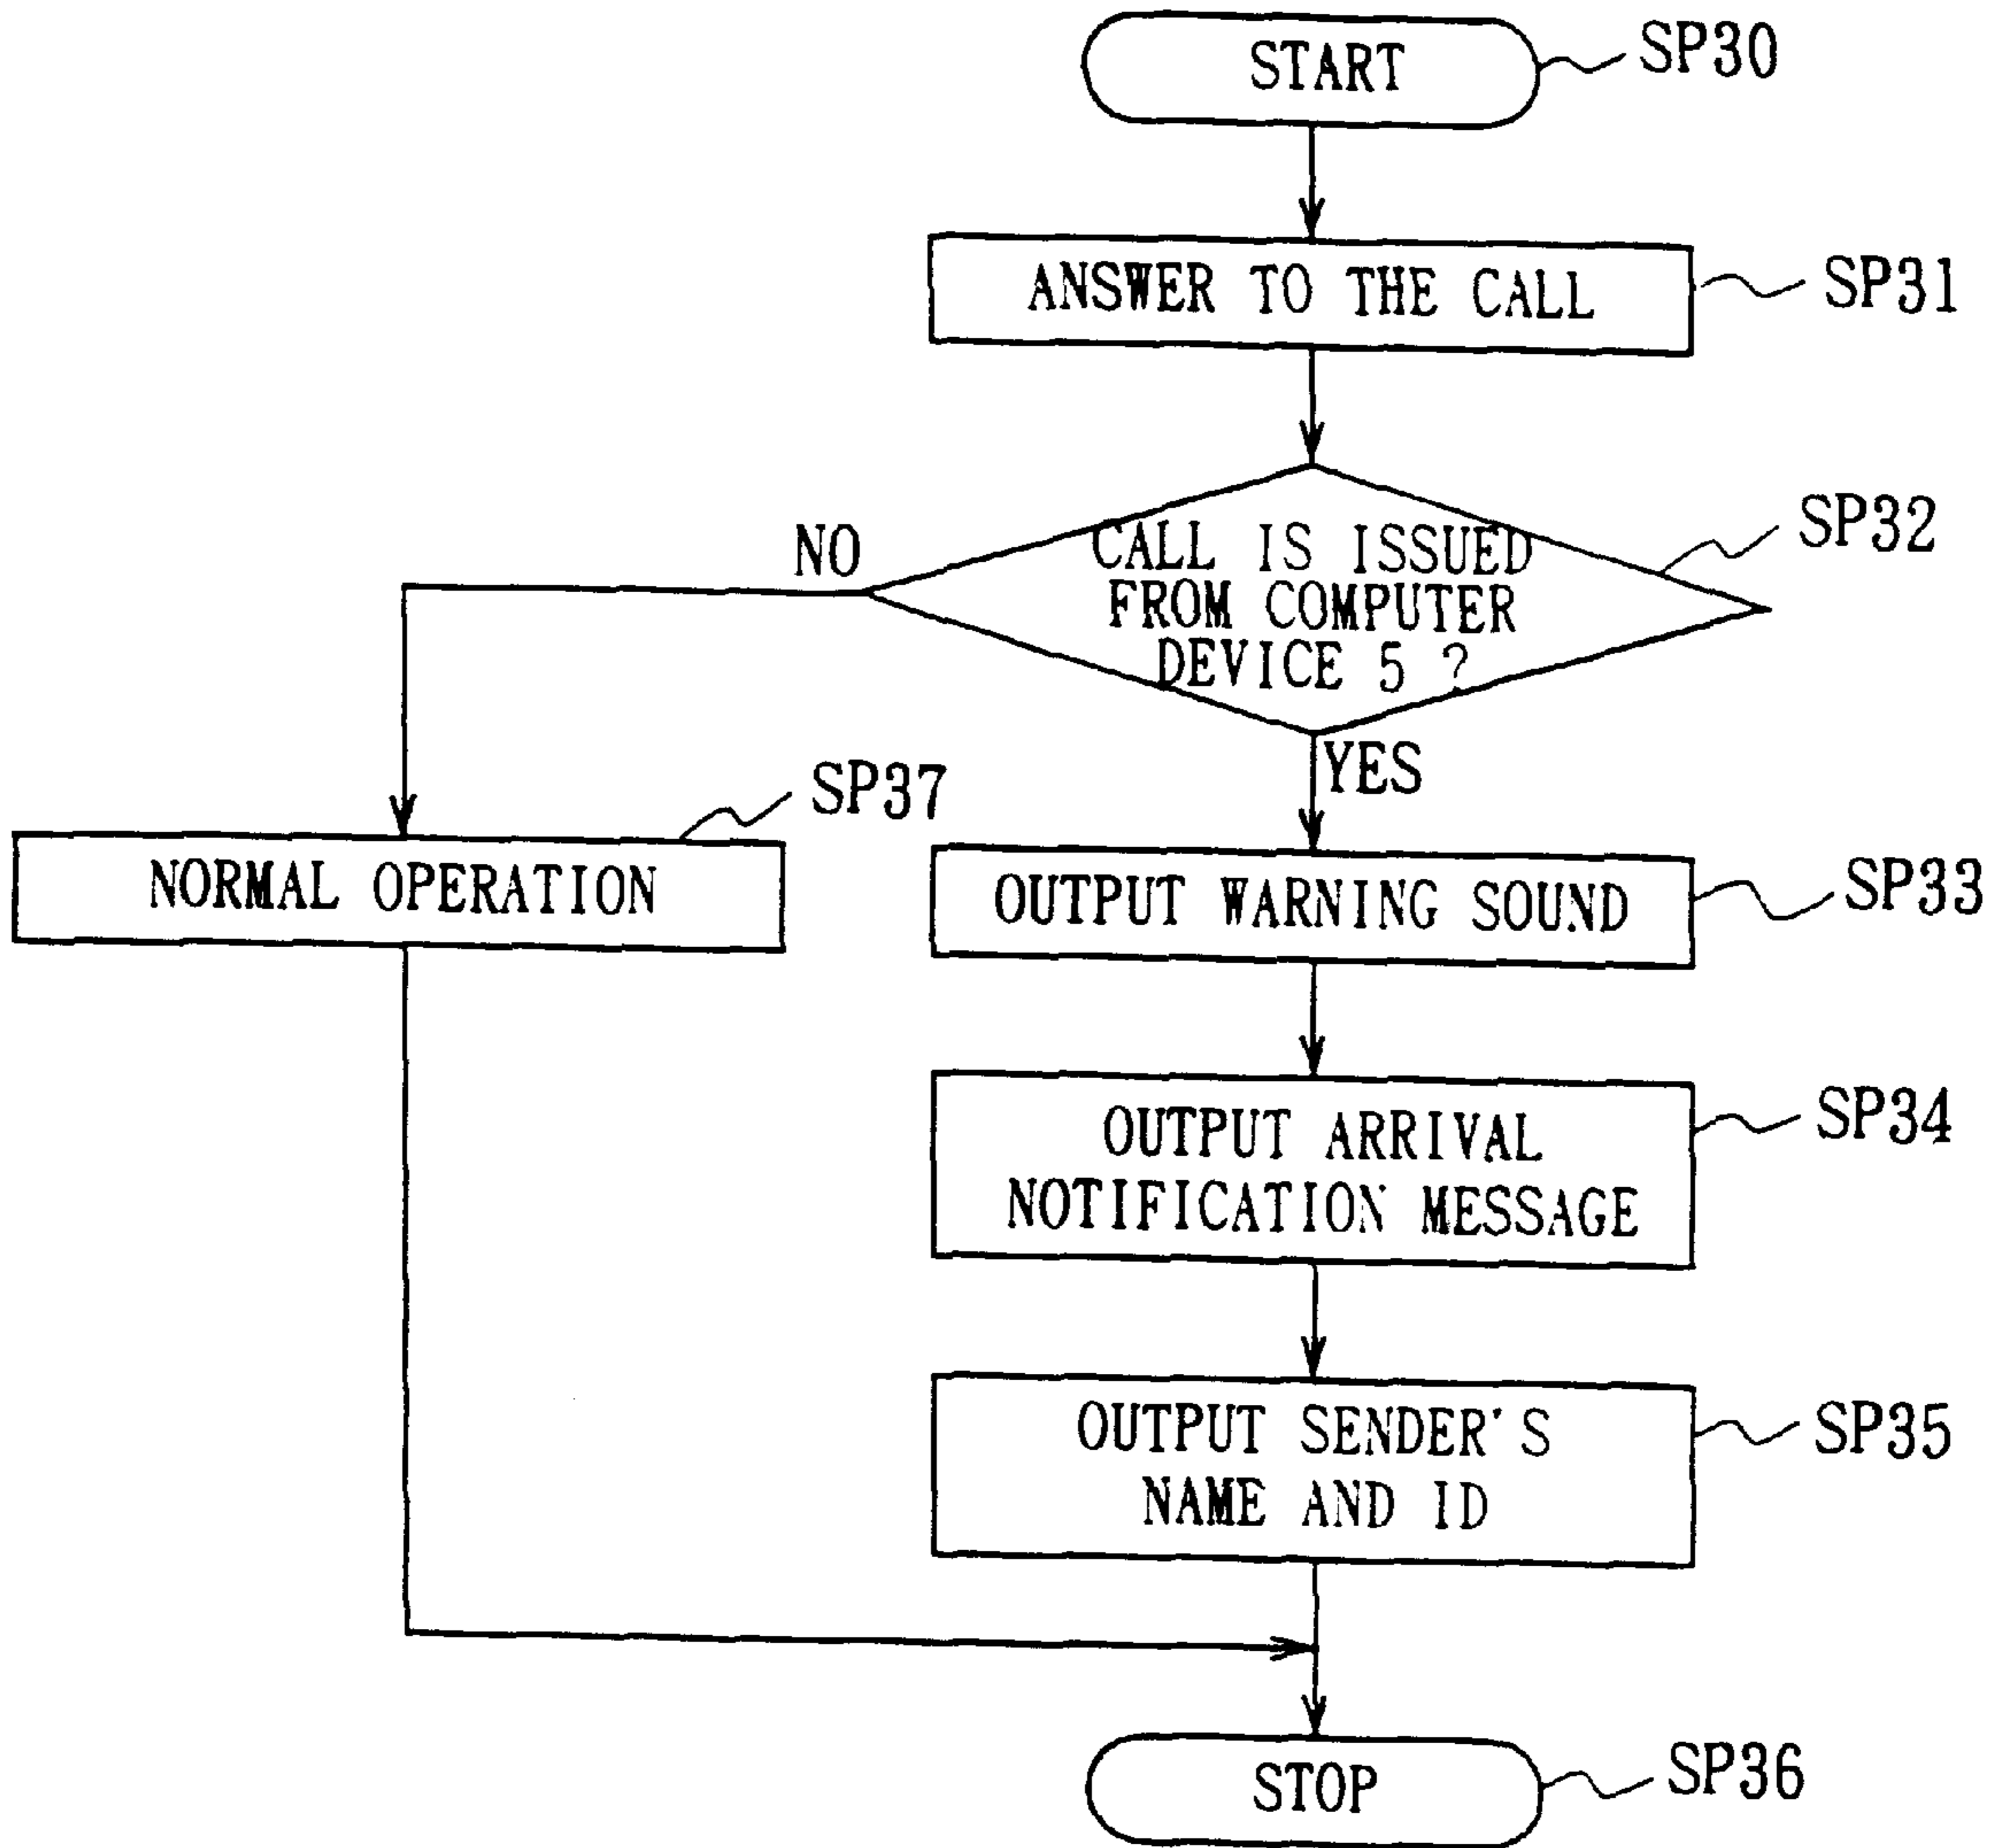 START
SP30
ANSWER TO THE CALL
SP31
CALL IS ISSUED
FROM COMPUTER
DEVICE 5 ?
SP32
NO
YES
SP37
NORMAL OPERATION
OUTPUT WARNING SOUND
SP33
OUTPUT ARRIVAL
NOTIFICATION MESSAGE
SP34
OUTPUT SENDER'S
NAME AND ID
SP35
STOP
SP36